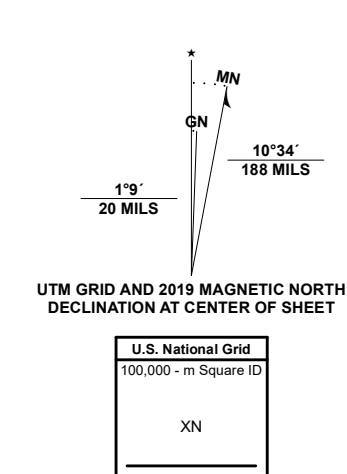 ★
MN
GN
10°34´
188 MILS
1°9´
20 MILS
UTM GRID AND 2019 MAGNETIC NORTH
DECLINATION AT CENTER OF SHEET
U.S. National Grid
100,000 - m Square ID
XN